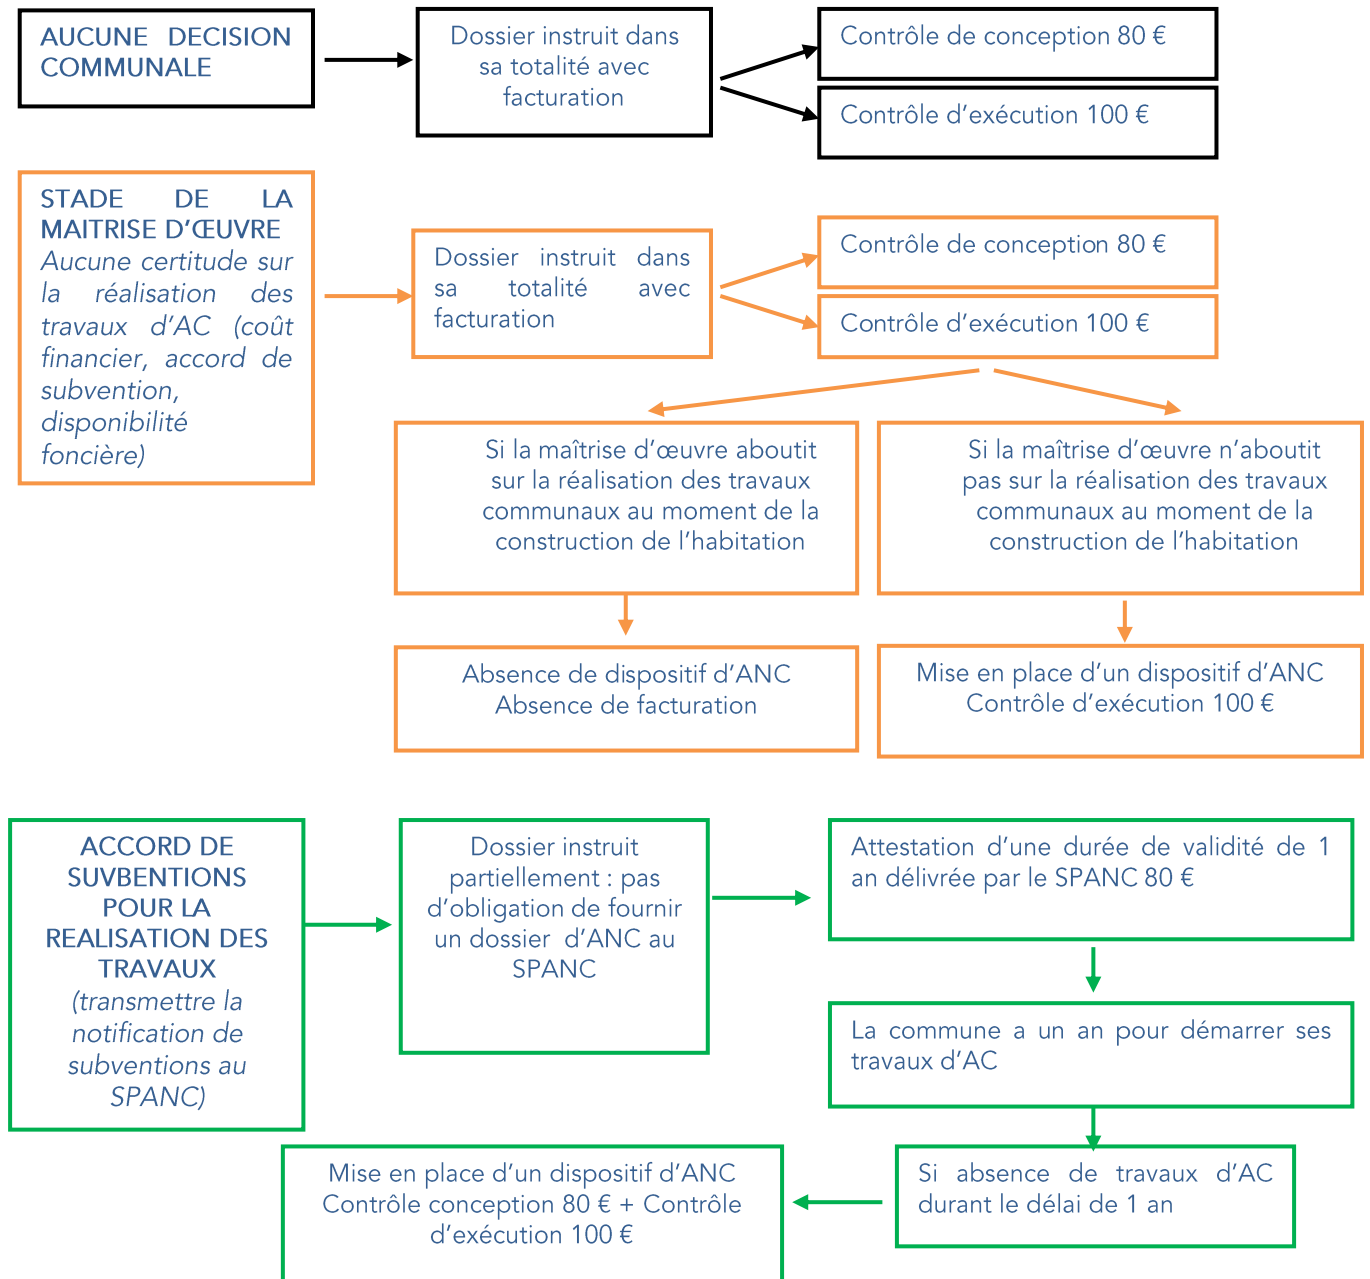 AUCUNE DECISION
COMMUNALE
Dossier instruit dans
sa totalité avec
facturation
Contrôle de conception 80 €
Contrôle d'exécution 100 €
STADE DE LA
MAITRISE D'ŒUVRE
Aucune certitude sur
la réalisation des
travaux d'AC (coût
financier, accord de
subvention,
disponibilité
foncière)
Dossier instruit dans
sa totalité avec
facturation
Contrôle de conception 80 €
Contrôle d'exécution 100 €
Si la maîtrise d'œuvre aboutit
sur la réalisation des travaux
communaux au moment de la
construction de l'habitation
Si la maîtrise d'œuvre n'aboutit
pas sur la réalisation des travaux
communaux au moment de la
construction de l'habitation
Absence de dispositif d'ANC
Absence de facturation
Mise en place d'un dispositif d'ANC
Contrôle d'exécution 100 €
ACCORD DE
SUVBENTIONS
POUR LA
REALISATION DES
TRAVAUX
(transmettre la
notification de
subventions au
SPANC)
Dossier instruit
partiellement : pas
d'obligation de fournir
un dossier d'ANC au
SPANC
Attestation d'une durée de validité de 1
an délivrée par le SPANC 80 €
La commune a un an pour démarrer ses
travaux d'AC
Si absence de travaux d'AC
durant le délai de 1 an
Mise en place d'un dispositif d'ANC
Contrôle conception 80 € + Contrôle
d'exécution 100 €